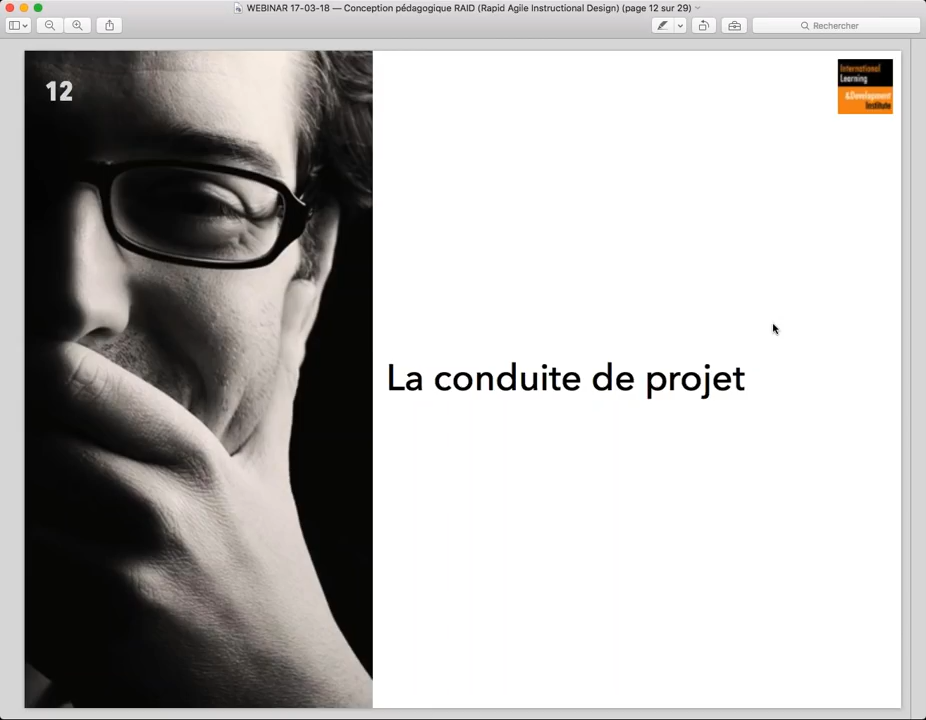 WEBINAR 17-03-18 — Conception pédagogique RAID (Rapid Agile Instructional Design) (page 12 sur 29)
Rechercher
12
International
Learning
&Development
Institute
La conduite de projet